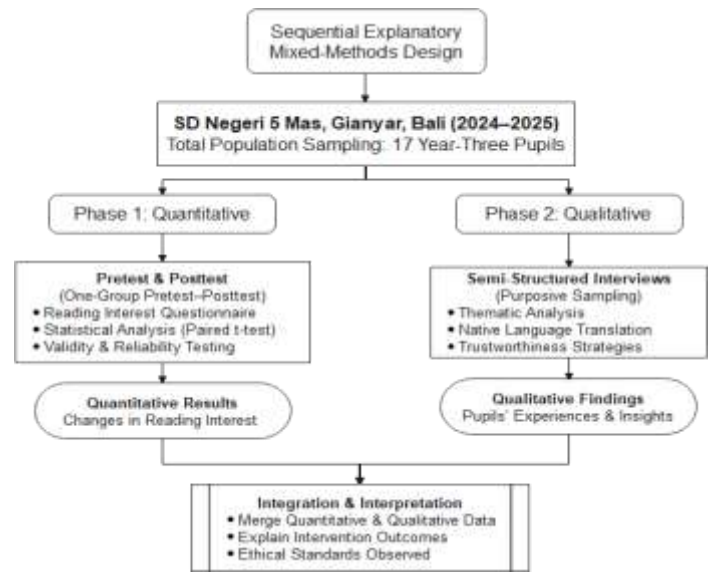 Sequential Explanatory
Mixed-Methods Design
SD Negeri 5 Mas, Gianyar, Bali (2024–2025)
Total Population Sampling: 17 Year-Three Pupils
Phase 1: Quantitative
Phase 2: Qualitative
Pretest & Posttest
(One-Group Pretest–Posttest)
• Reading Interest Questionnaire
• Statistical Analysis (Paired t-test)
• Validity & Reliability Testing
Semi-Structured Interviews
(Purposive Sampling)
• Thematic Analysis
• Native Language Translation
• Trustworthiness Strategies
Quantitative Results
Changes in Reading Interest
Qualitative Findings
Pupils' Experiences & Insights
Integration & Interpretation
• Merge Quantitative & Qualitative Data
• Explain Intervention Outcomes
• Ethical Standards Observed